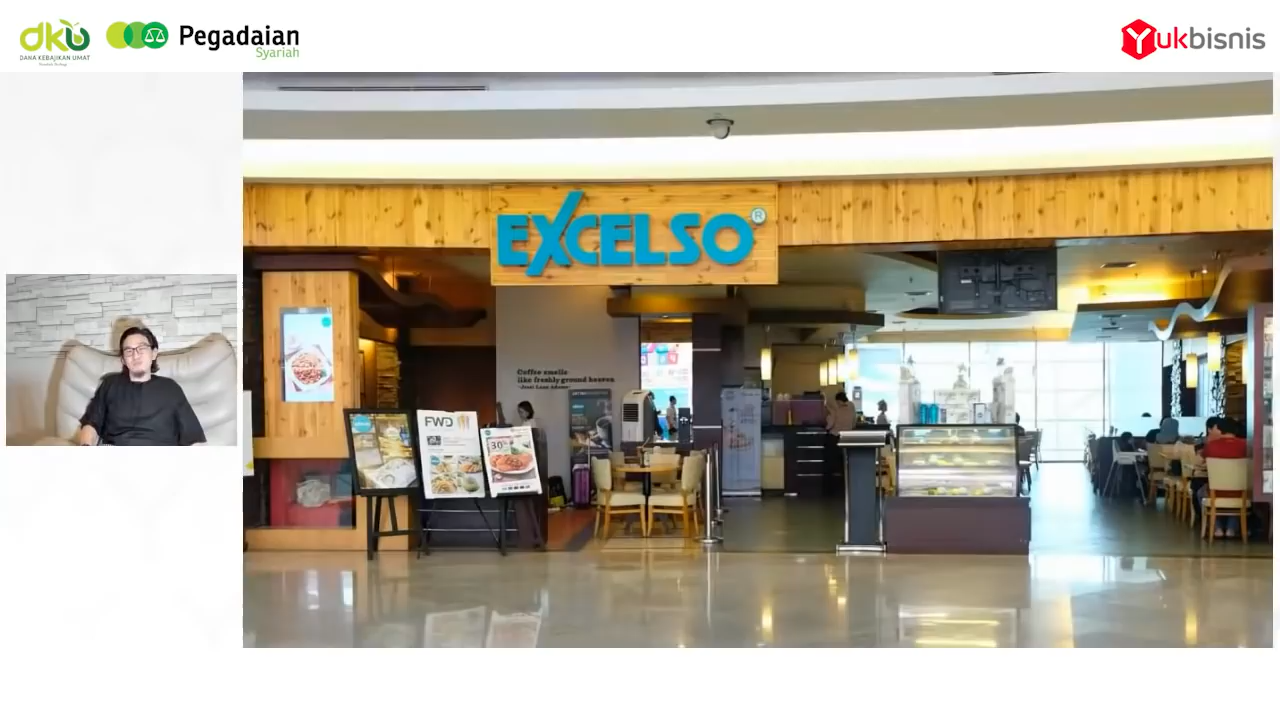 dku
DANA KEBAJIKAN UMAT
Pegadaian
Syariah
Yukbisnis
EXCELSO
®
Coffee smells
like freshly ground heaven
FWD
30%